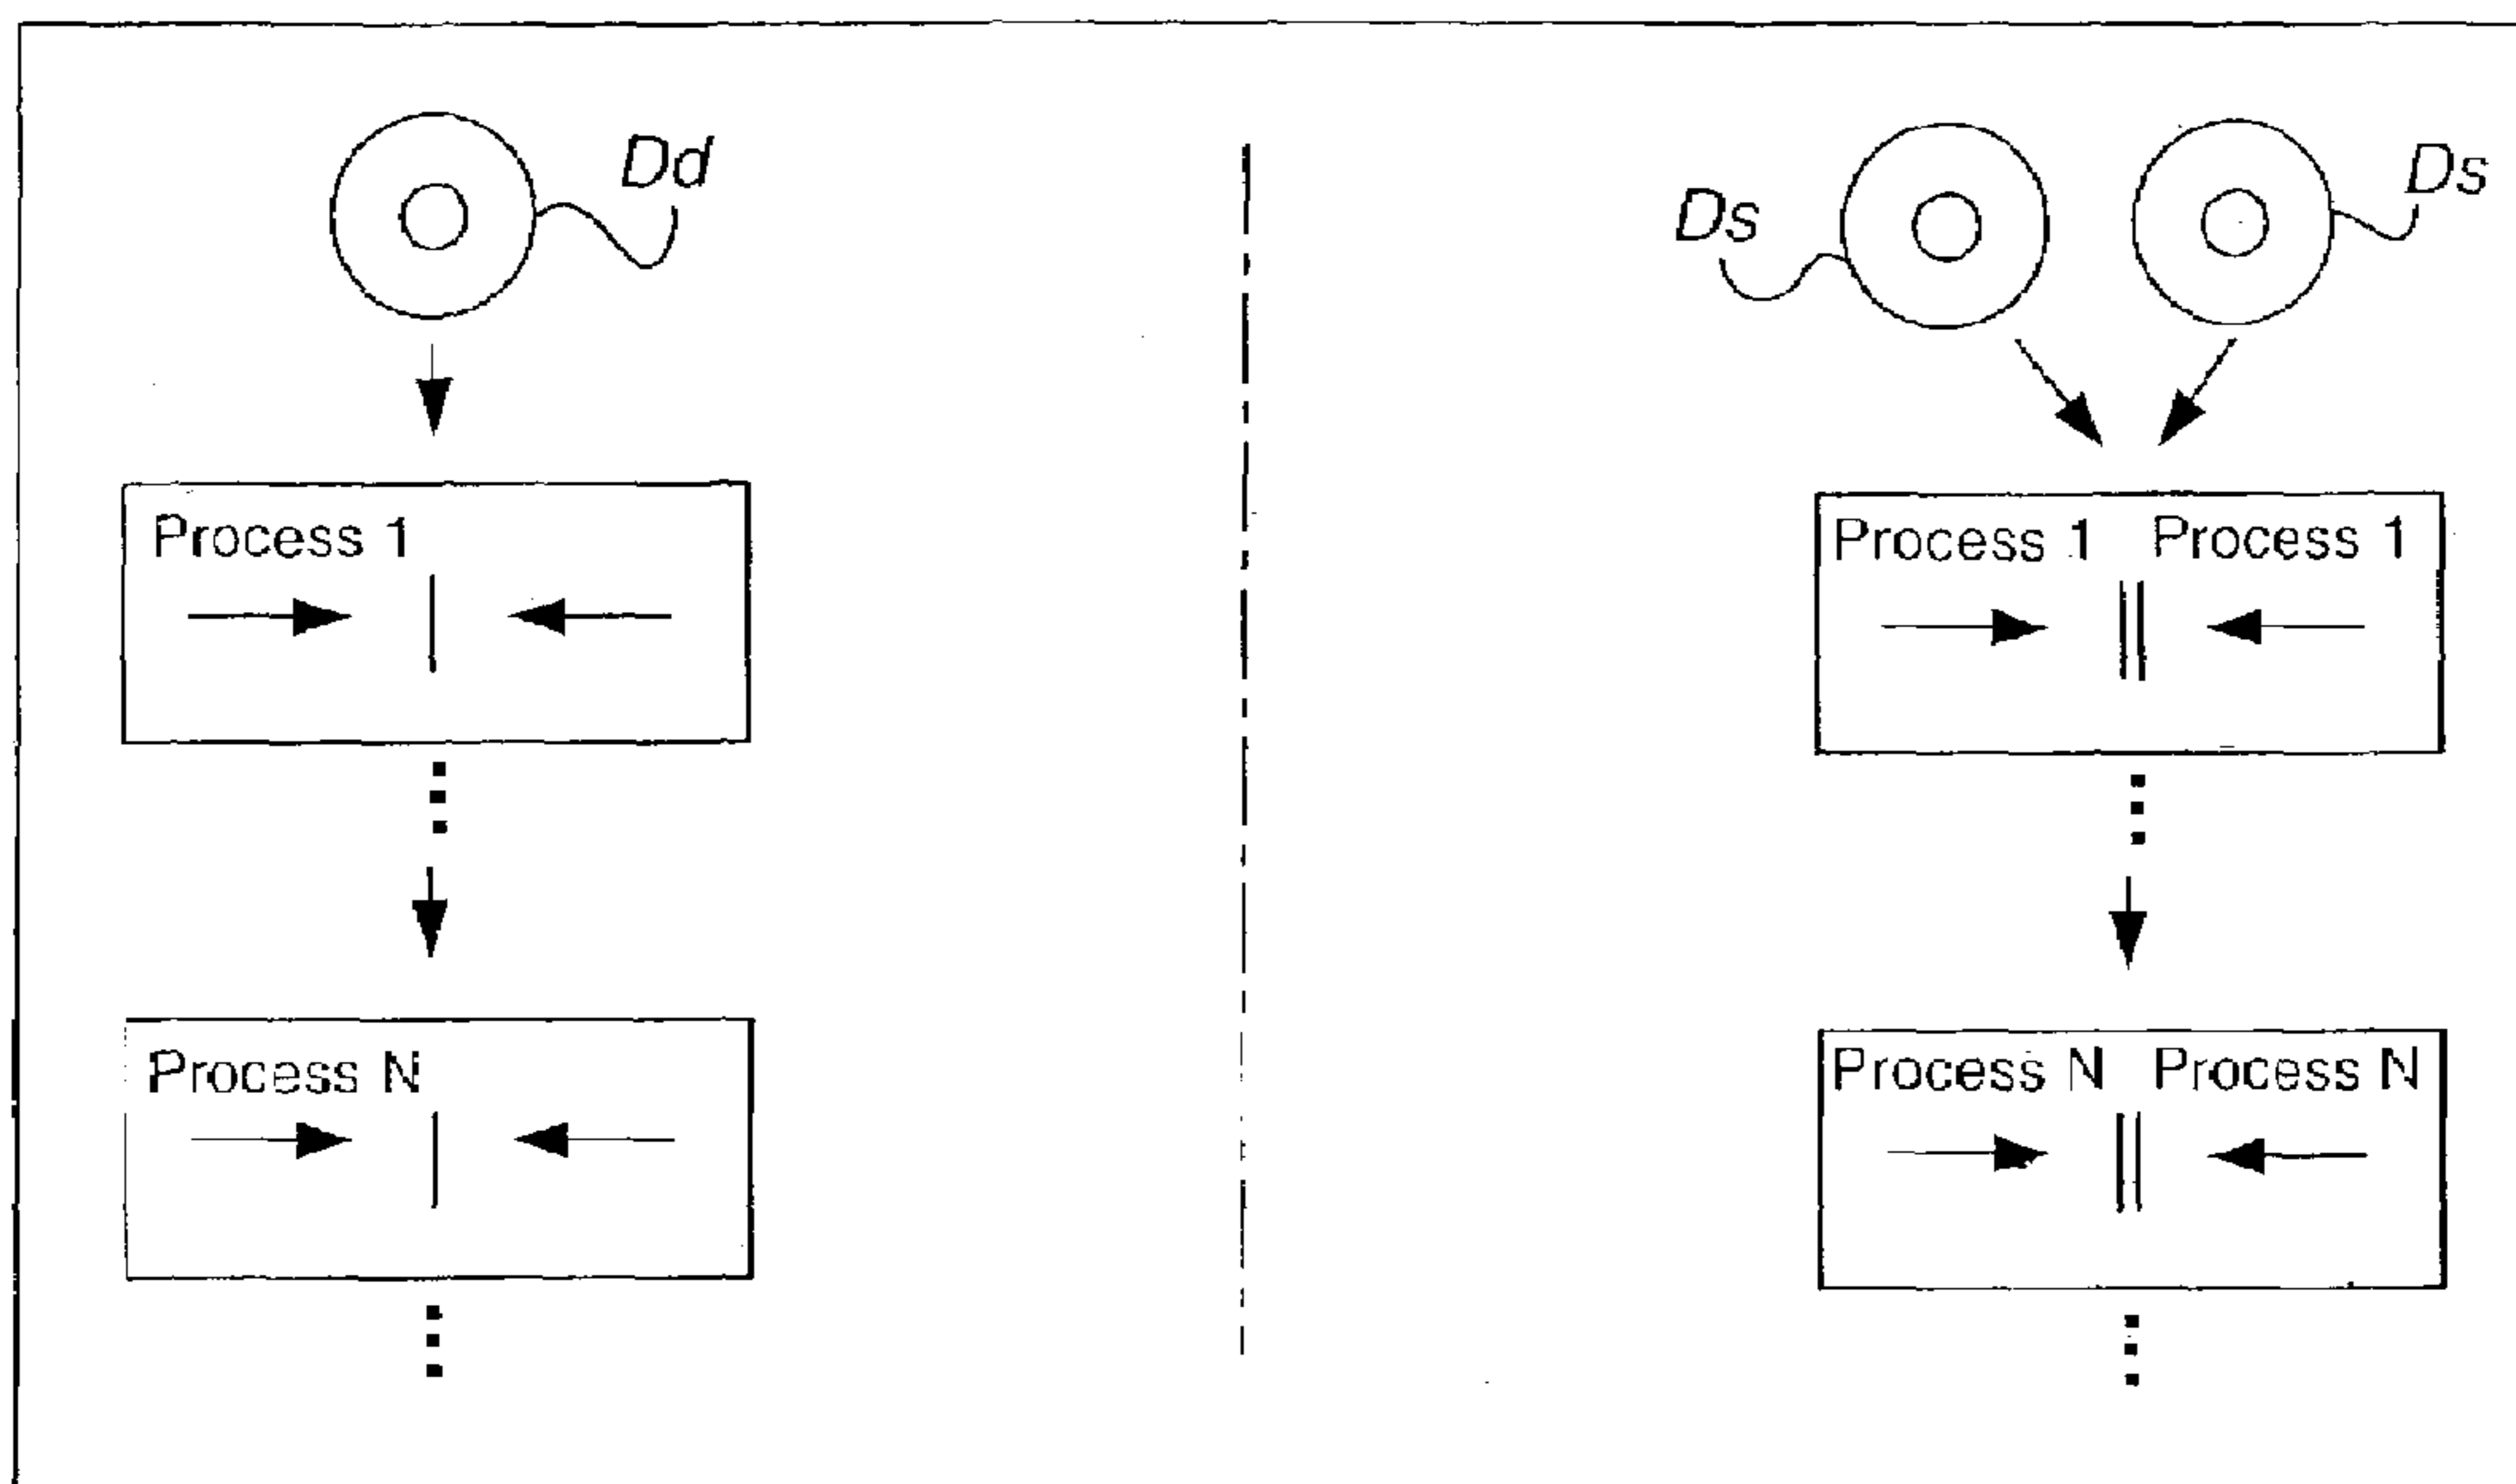 Dd
Process 1
Process N
Ds
Ds
Process 1 Process 1
Process N Process N